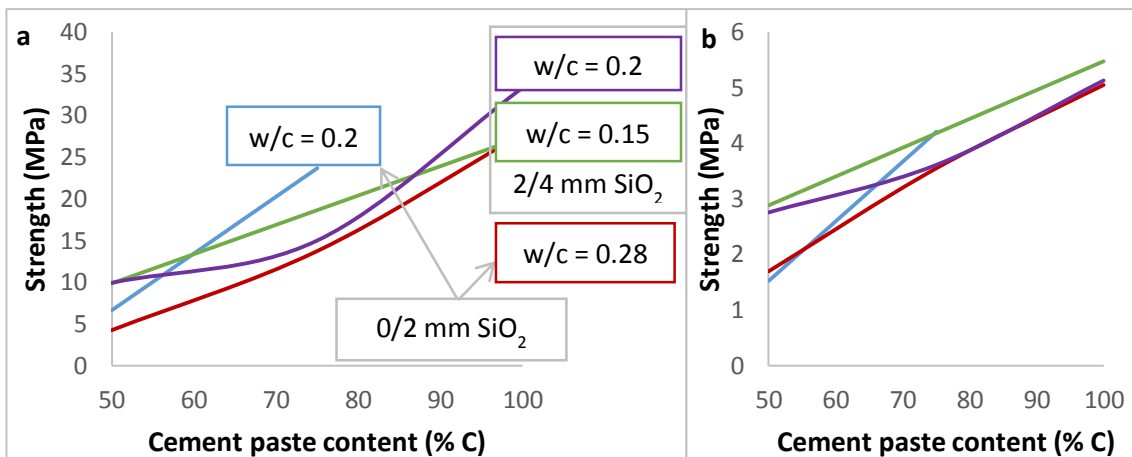 a
Strength (MPa)
40
35
30
25
20
15
10
5
0
50 60 70 80 90 100
Cement paste content (% C)
w/c = 0.2
w/c = 0.2
w/c = 0.15
2/4 mm SiO₂
w/c = 0.28
0/2 mm SiO₂
b
Strength (MPa)
6
5
4
3
2
1
0
50 60 70 80 90 100
Cement paste content (% C)